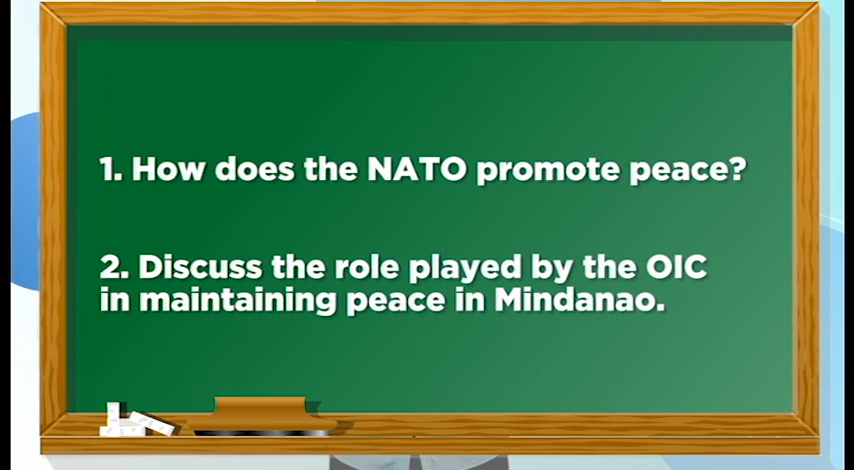 1. How does the NATO promote peace?
2. Discuss the role played by the OIC
in maintaining peace in Mindanao.